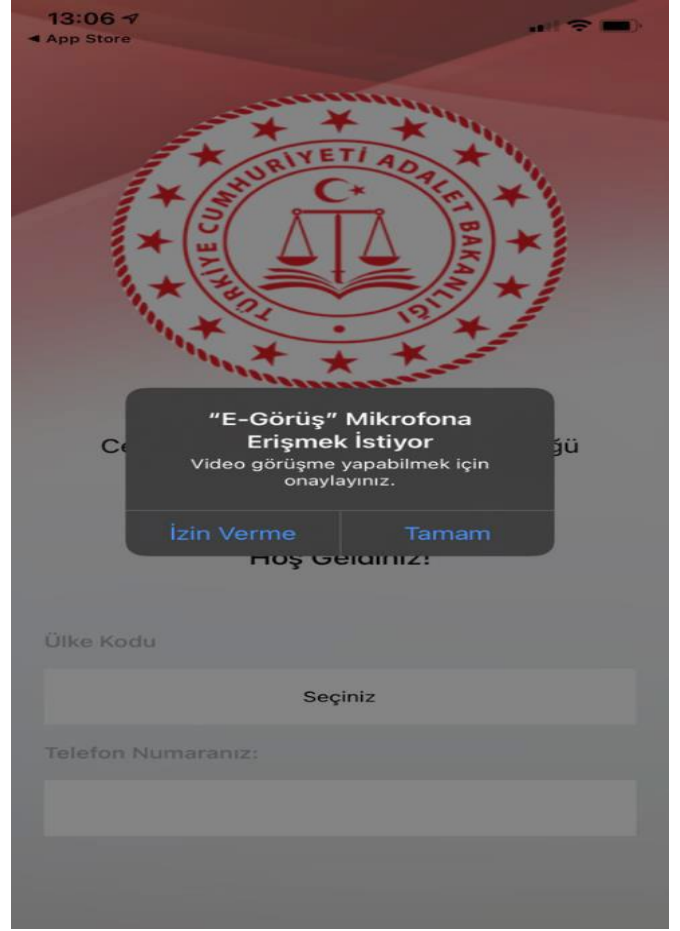 13:06
App Store
TÜRKİYE CUMHURİYETİ ADALET BAKANLIĞI
"E-Görüş" Mikrofona
Erişmek İstiyor
Video görüşme yapabilmek için
onaylayınız.
İzin Verme
Tamam
Hoş Geldiniz!
Ülke Kodu
Seçiniz
Telefon Numaranız: